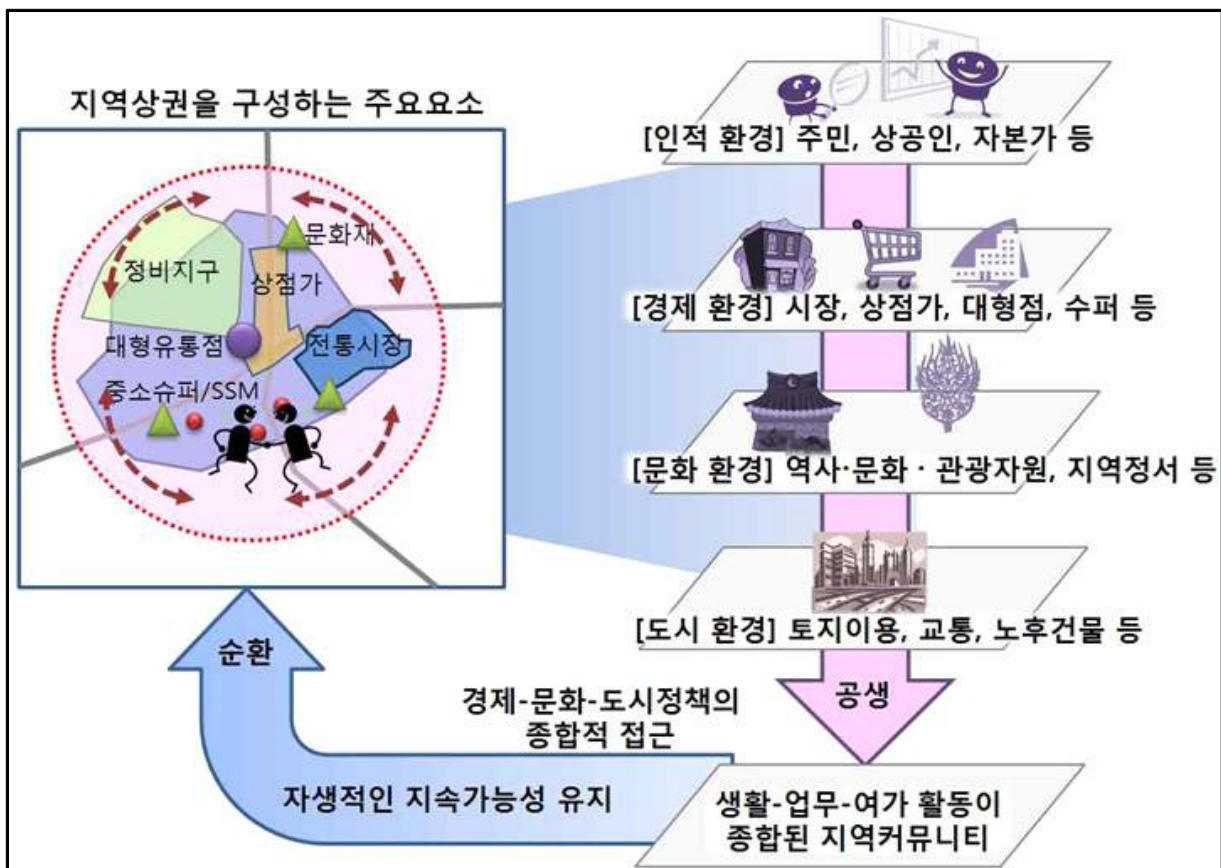 지역상권을 구성하는 주요요소
정비지구
상점가
문화재
대형유통점
전통시장
중소슈퍼/SSM
[인적 환경] 주민, 상공인, 자본가 등
[경제 환경] 시장, 상점가, 대형점, 수퍼 등
[문화 환경] 역사·문화 · 관광자원, 지역정서 등
[도시 환경] 토지이용, 교통, 노후건물 등
공생
순환
경제-문화-도시정책의
종합적 접근
자생적인 지속가능성 유지
생활-업무-여가 활동이
종합된 지역커뮤니티